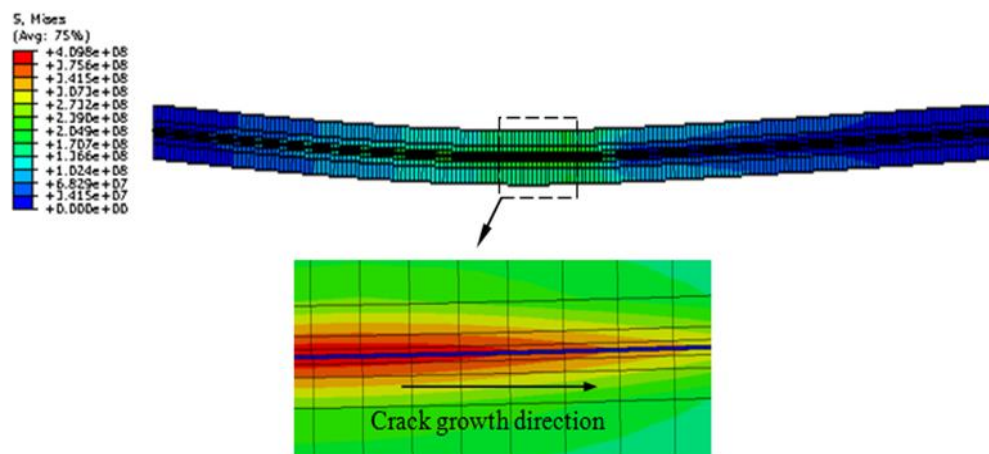 S, Mises
(Avg: 75%)
+4.098e+08
+3.756e+08
+3.415e+08
+3.073e+08
+2.732e+08
+2.390e+08
+2.049e+08
+1.707e+08
+1.366e+08
+1.024e+08
+6.829e+07
+3.415e+07
+0.000e+00
Crack growth direction